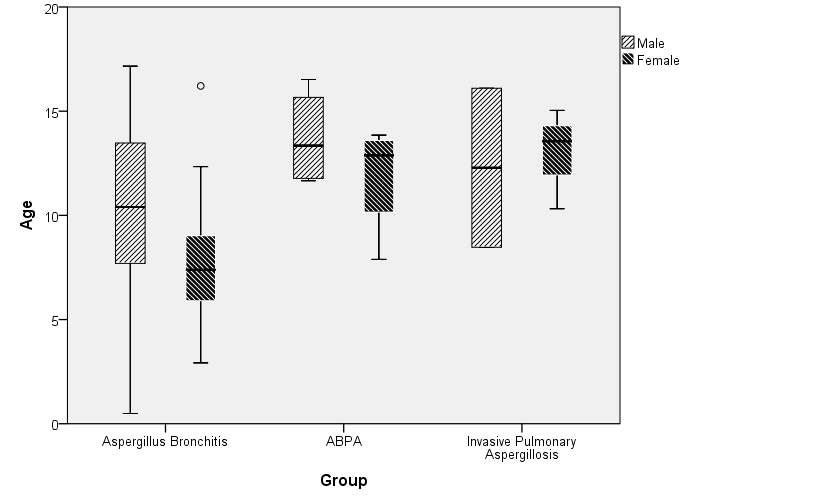 20
15
10
5
0
Age
Male
Female
Aspergillus Bronchitis
ABPA
Invasive Pulmonary
Aspergillosis
Group